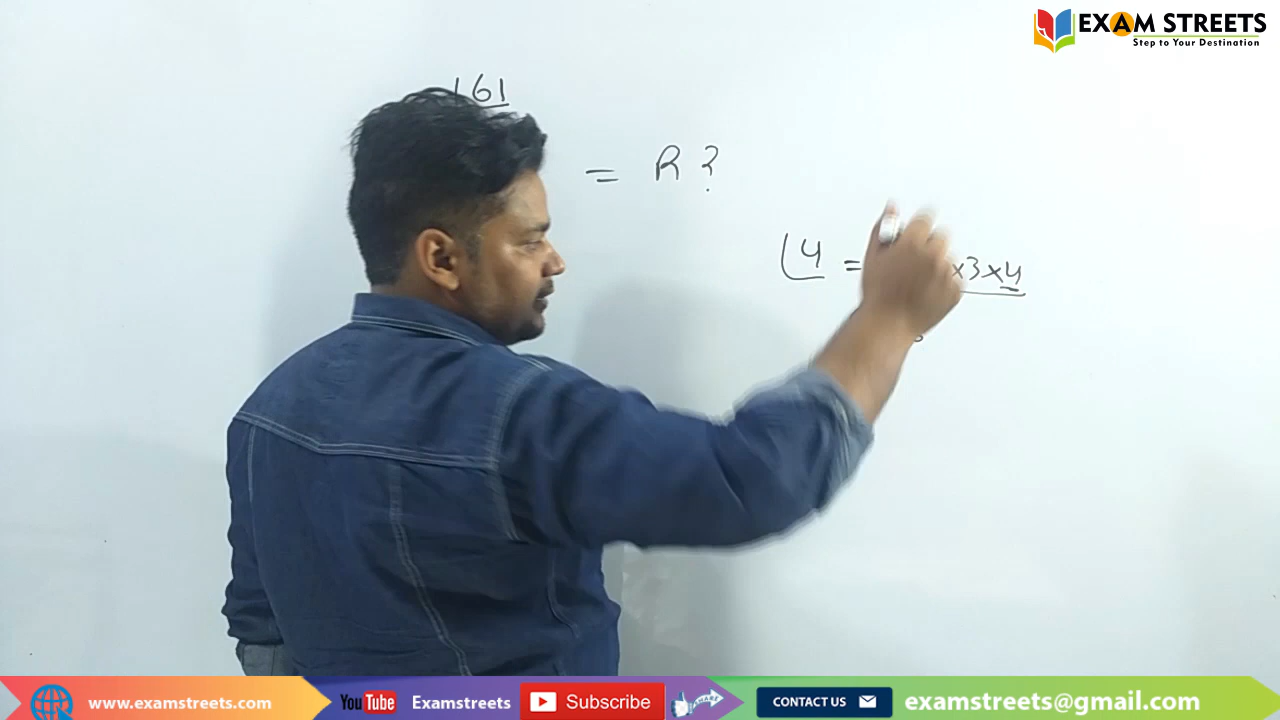 EXAM STREETS
Step to Your Destination
161
= R ?
4 = x3x4
www.examstreets.com
YouTube Examstreets
Subscribe
SHARE
CONTACT US
examstreets@gmail.com